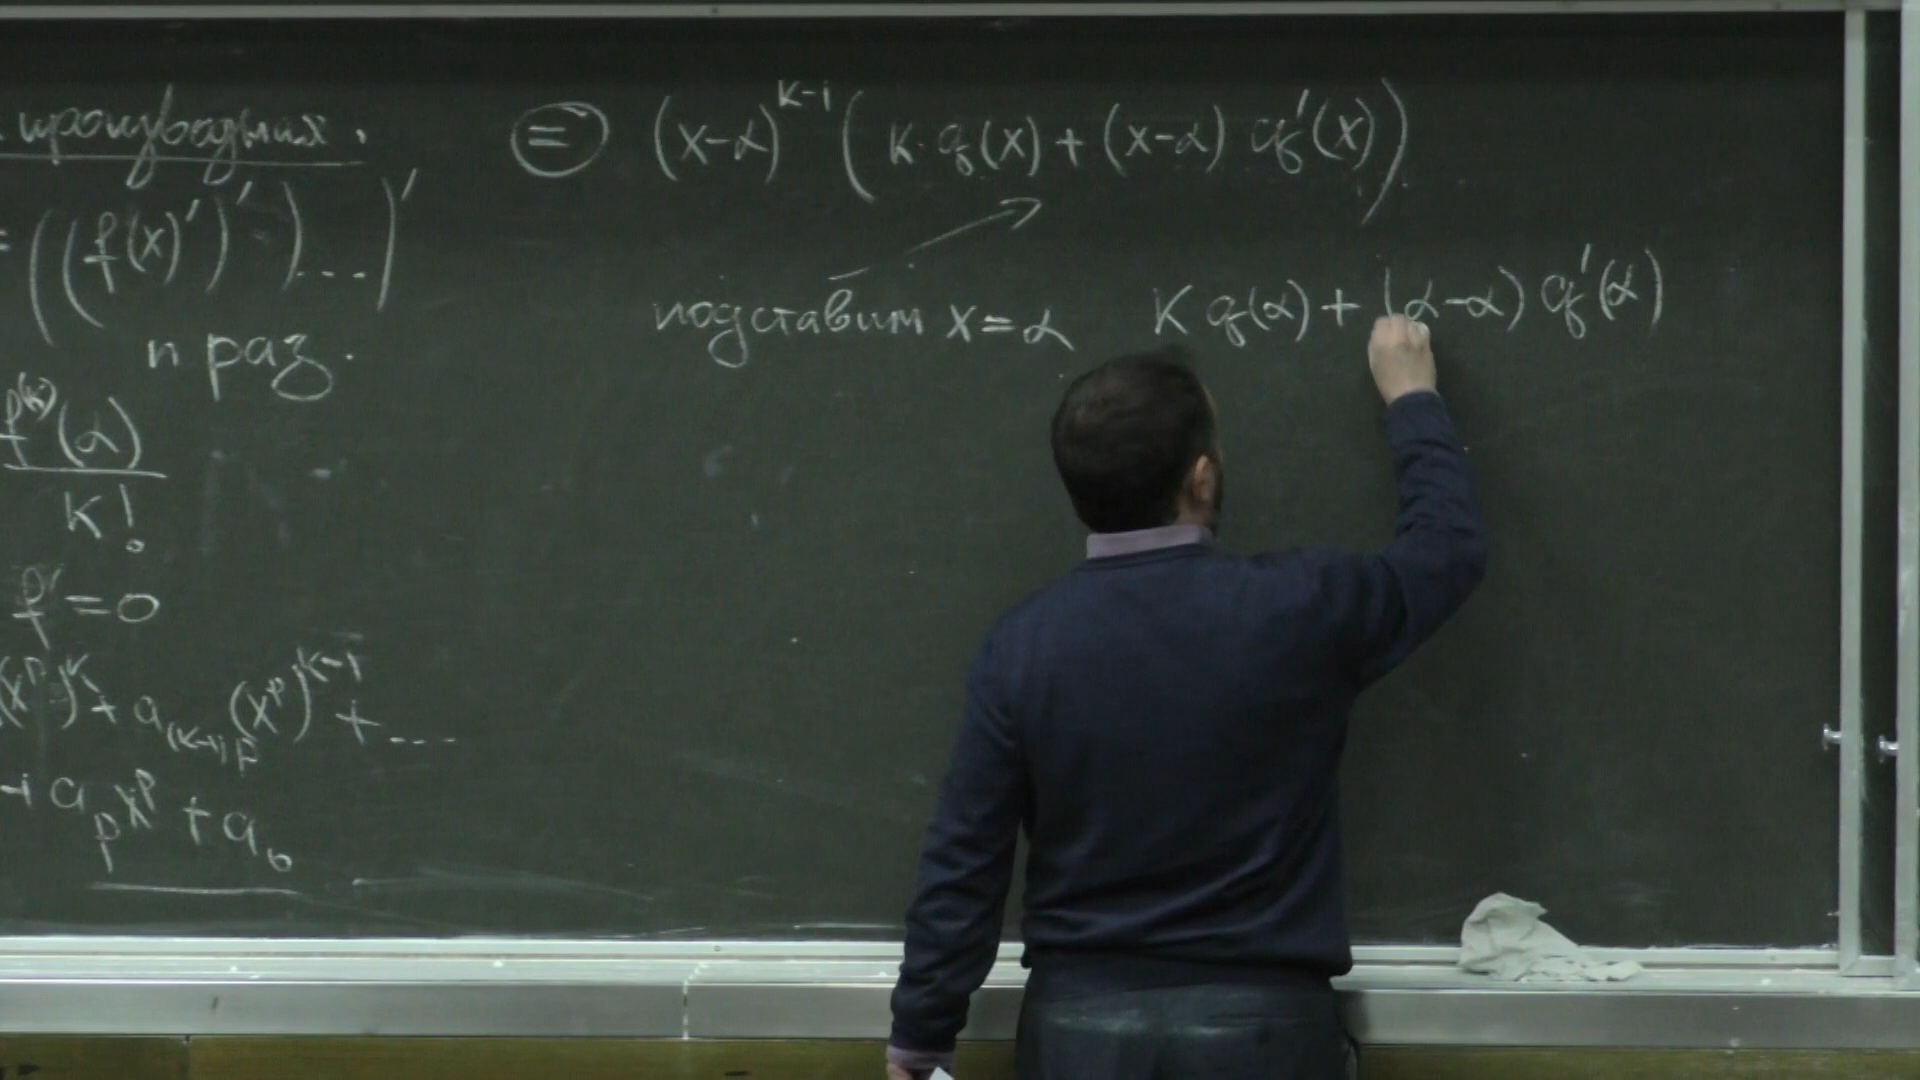 производных.
= (((f(x)')')'...)'
n раз.
f^(k)(α)
k!
f' = 0
(x^p)^k + a_(k-1)p (x^p)^(k-1) + ...
+ a_p x^p + a_0
= (x-α)^(k-1) (k·q(x) + (x-α) q'(x))
подставим x=α k q(α) + (α-α) q'(α)